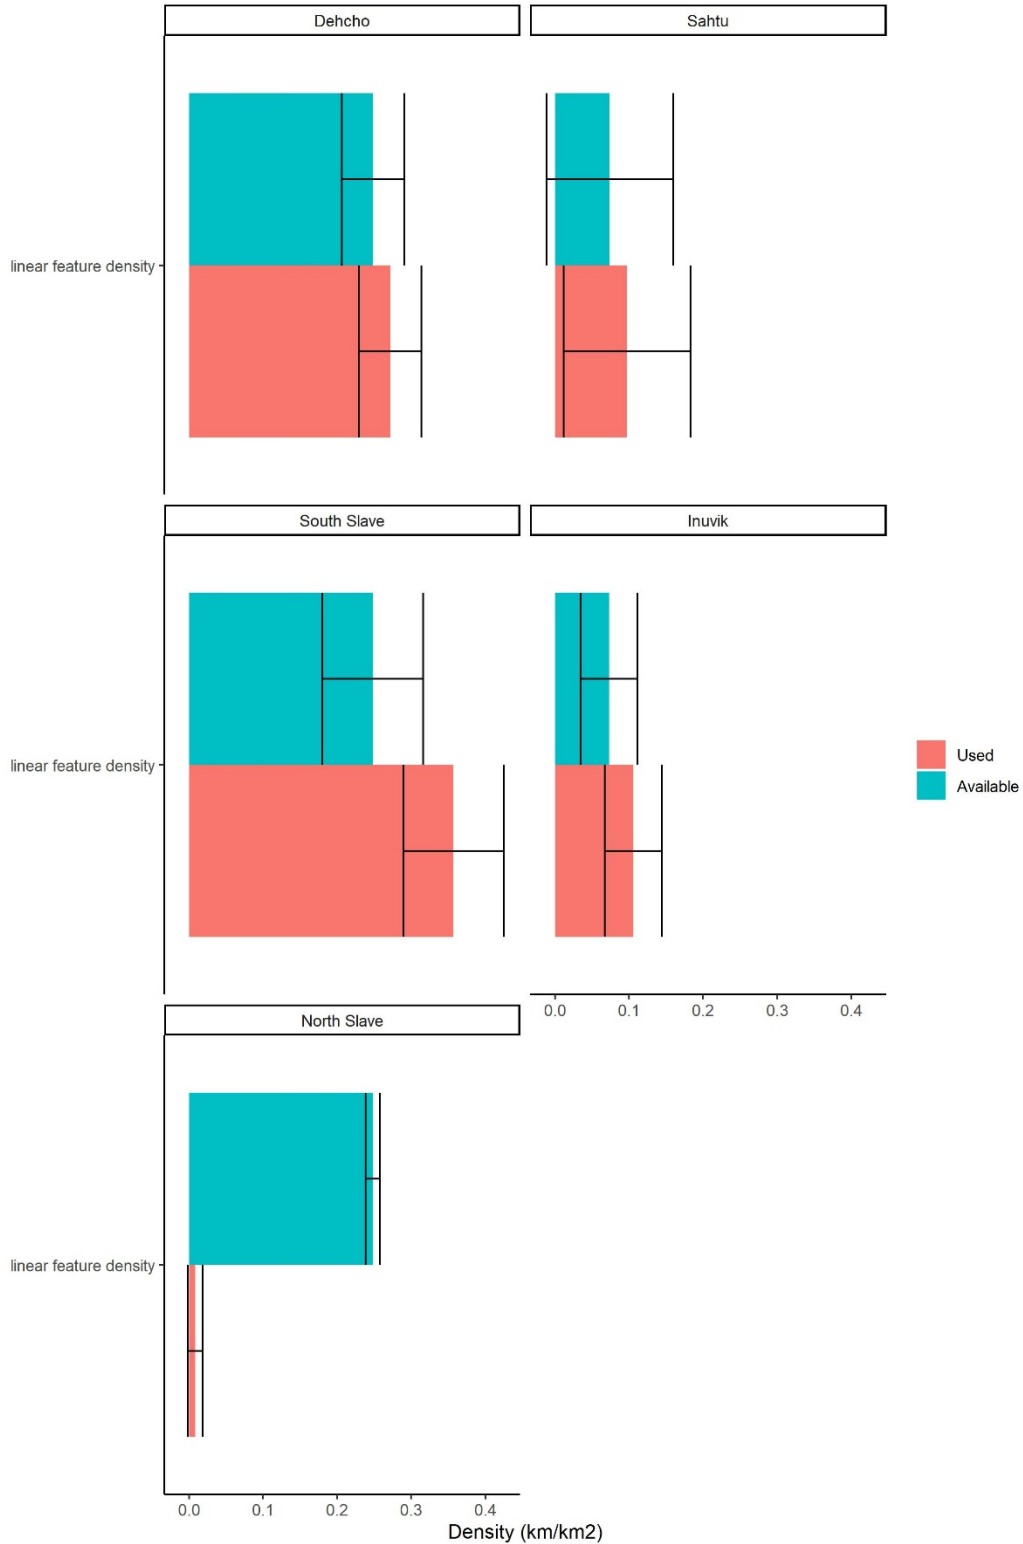 Dehcho
Sahtu
linear feature density
South Slave
Inuvik
linear feature density
Used
Available
0.0 0.1 0.2 0.3 0.4
North Slave
linear feature density
0.0 0.1 0.2 0.3 0.4
Density (km/km2)